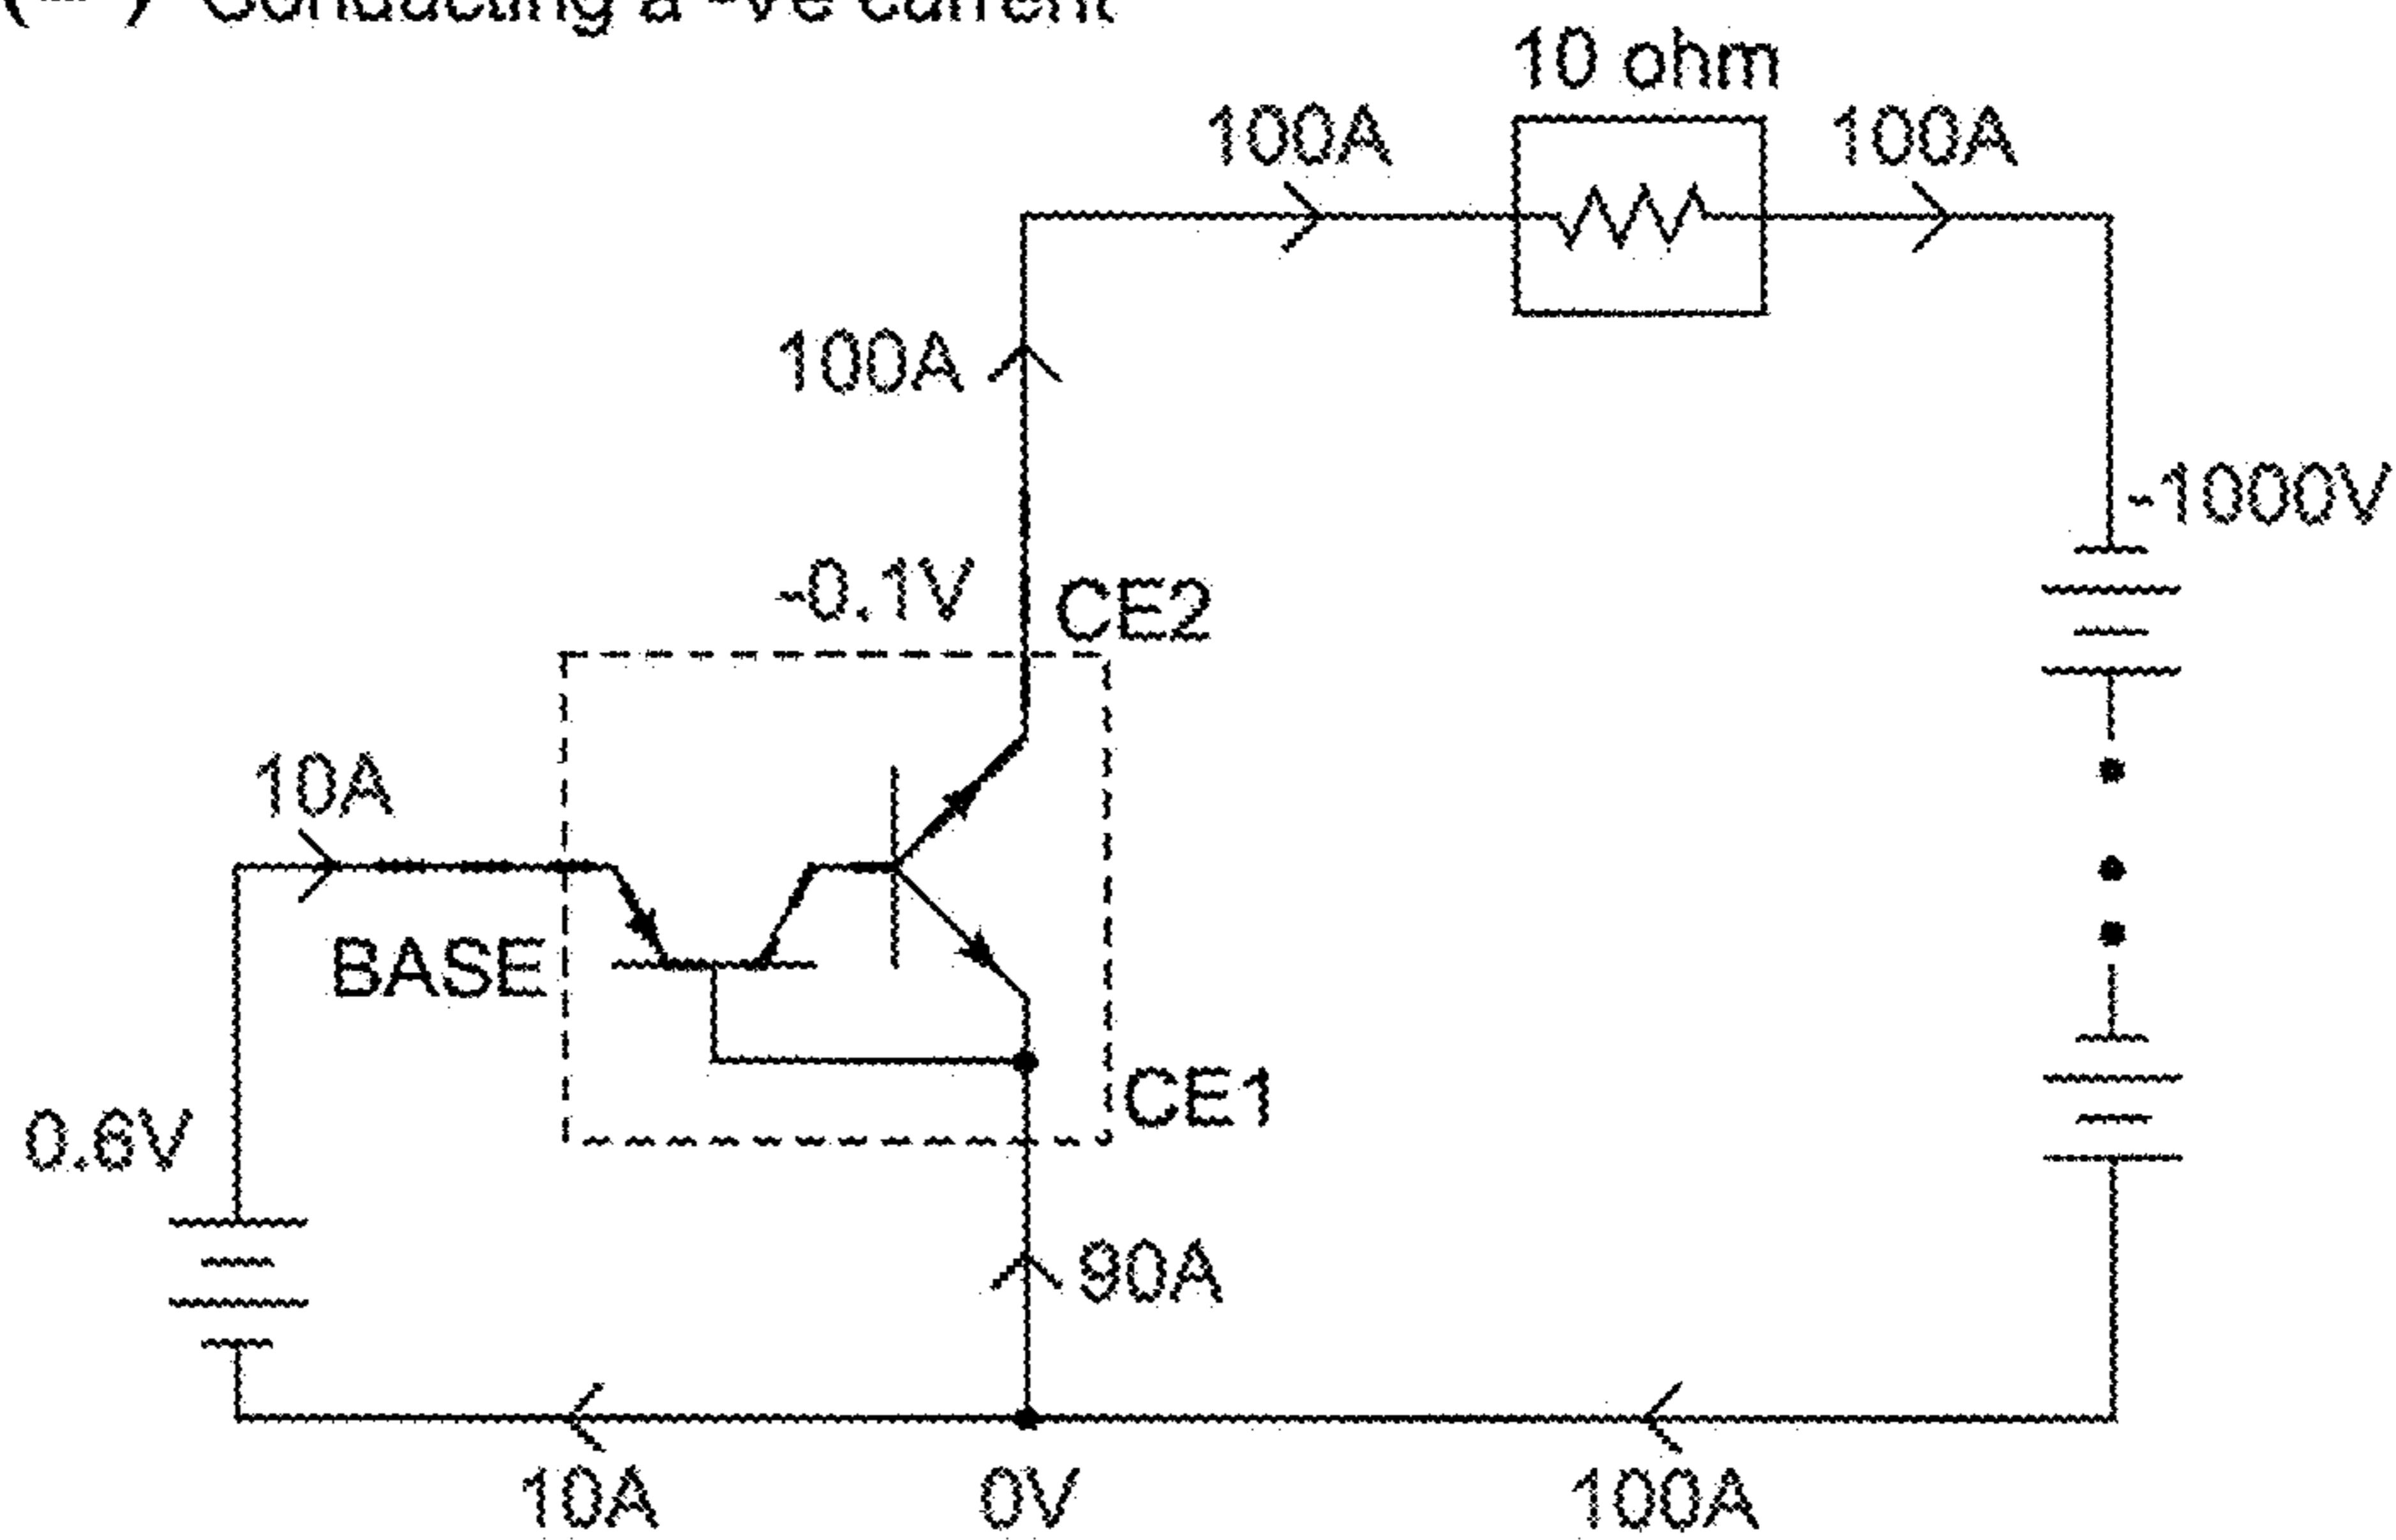 Conducting a -ve current
10 ohm
100A
100A
100A
-1000V
-0.1V
CE2
10A
BASE
CE1
0.6V
90A
10A
0V
100A